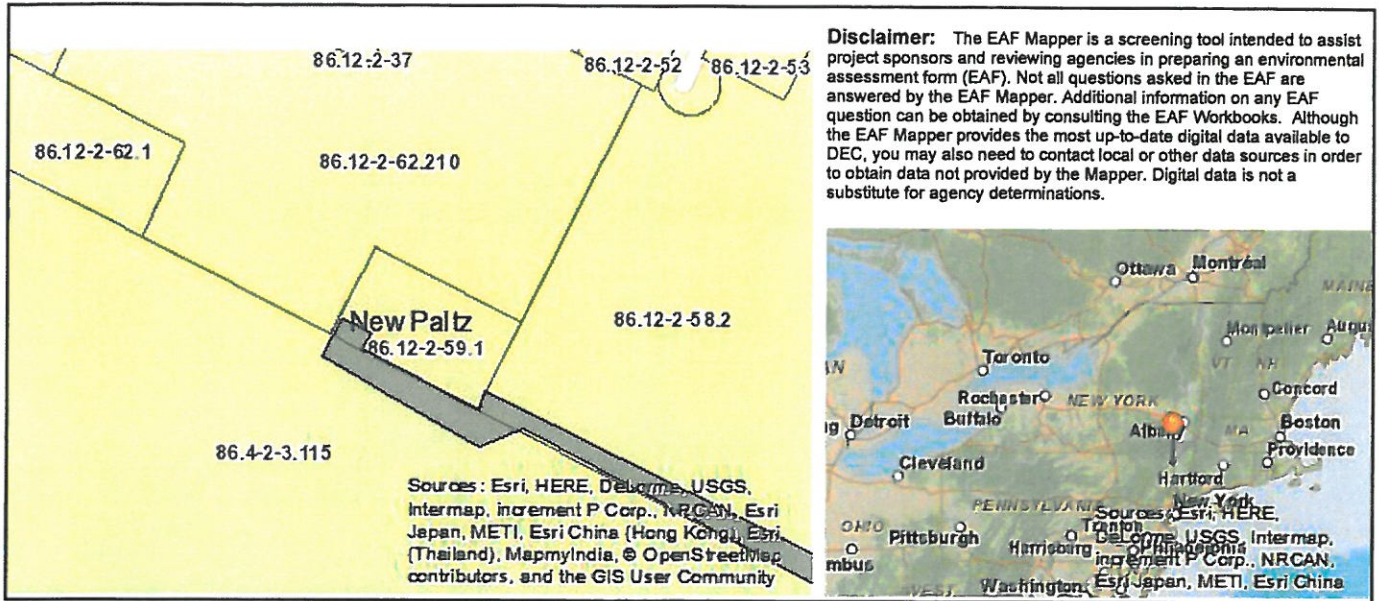 86.12-2-37
86.12-2-52
86.12-2-53
86.12-2-62.1
86.12-2-62.210
New Paltz
86.12-2-59.1
86.12-2-58.2
86.4-2-3.115
Sources: Esri, HERE, DeLorme, USGS,
Intermap, increment P Corp., NRCAN, Esri
Japan, METI, Esri China (Hong Kong), Esri
(Thailand), MapmyIndia, © OpenStreetMap
contributors, and the GIS User Community
Disclaimer: The EAF Mapper is a screening tool intended to assist
project sponsors and reviewing agencies in preparing an environmental
assessment form (EAF). Not all questions asked in the EAF are
answered by the EAF Mapper. Additional information on any EAF
question can be obtained by consulting the EAF Workbooks. Although
the EAF Mapper provides the most up-to-date digital data available to
DEC, you may also need to contact local or other data sources in order
to obtain data not provided by the Mapper. Digital data is not a
substitute for agency determinations.
Ottawa
Montréal
MAINE
Montpelier
Augu
Toronto
VT
NH
Rochester
NEW YORK
Concord
Detroit
Buffalo
Albany
MA
Boston
Providence
Cleveland
Hartford
PENNSYLVANIA
New York
OHIO
Pittsburgh
Trenton
Harrisburg
Philadelphia
mbus
WEST
Washington
Sources: Esri, HERE,
DeLorme, USGS, Intermap,
increment P Corp., NRCAN,
Esri Japan, METI, Esri China